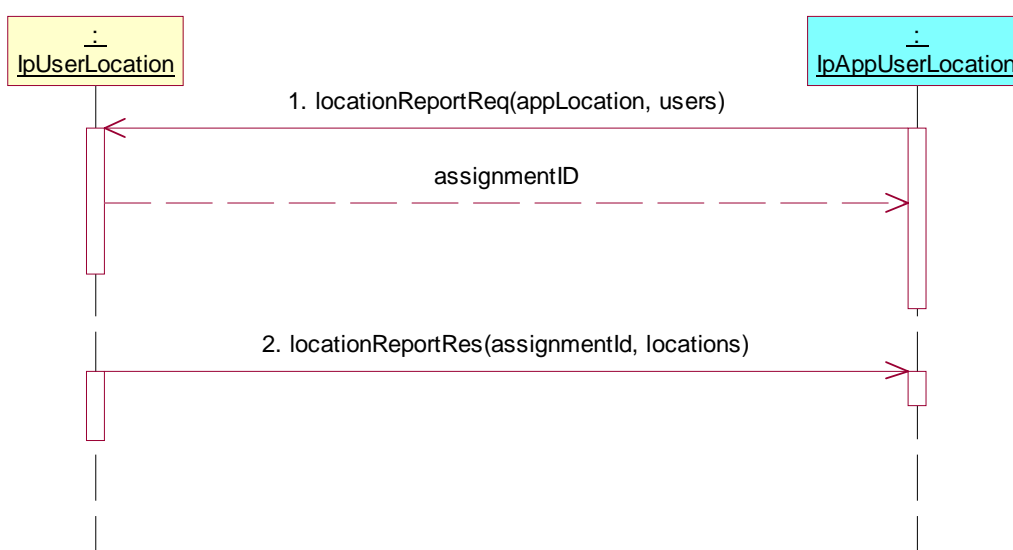 :
IpUserLocation
:
IpAppUserLocation
1. locationReportReq(appLocation, users)
assignmentID
2. locationReportRes(assignmentId, locations)